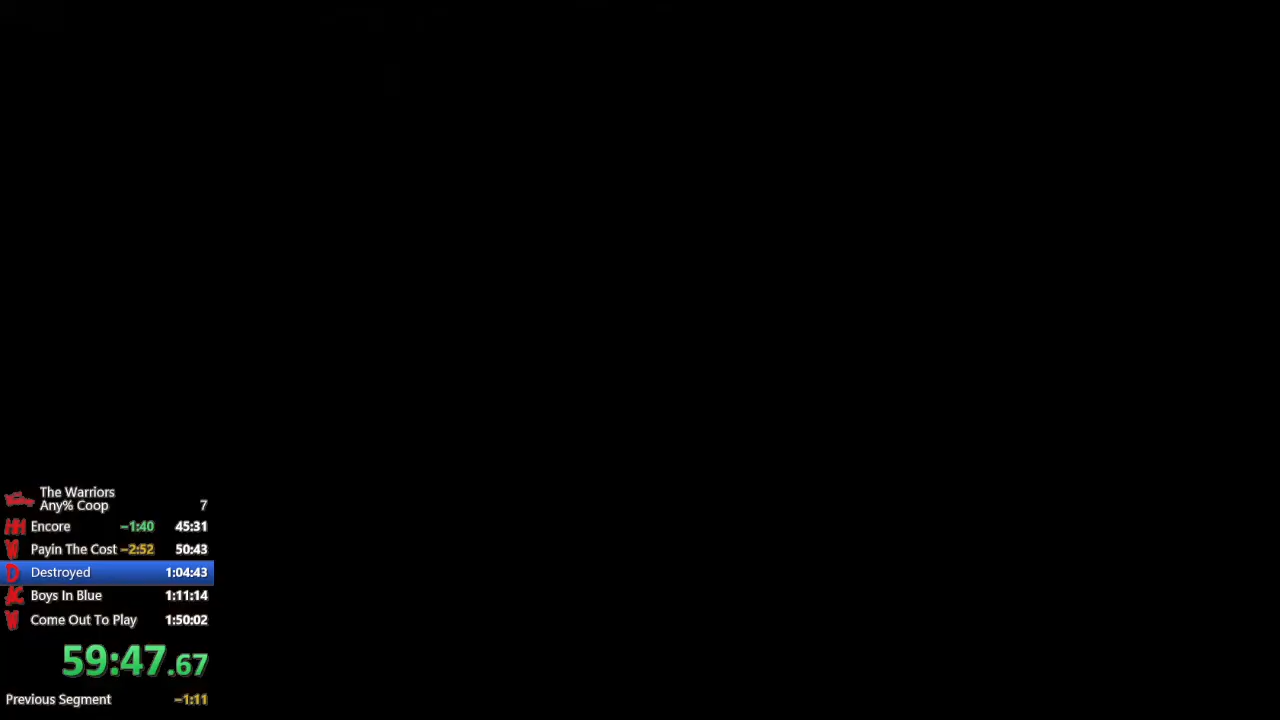 The Warriors
Any% Coop 7
HM Encore −1:40 45:31
W Payin The Cost −2:52 50:43
D Destroyed 1:04:43
Boys In Blue 1:11:14
W Come Out To Play 1:50:02
59:47.67
Previous Segment −1:11